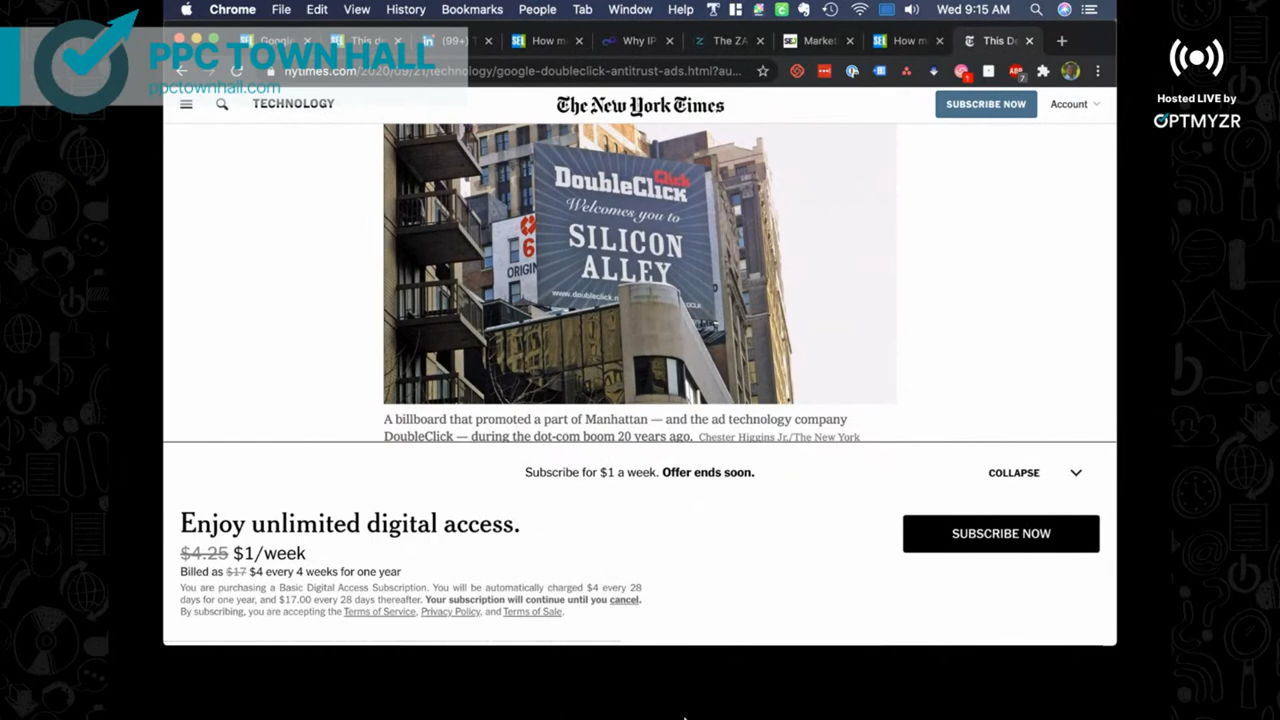 Chrome File Edit View History Bookmarks People Tab Window Help Wed 9:15 AM
PPC TOWN HALL
ppctownhall.com
Google
This de
(99+)
How m
Why IP
The ZA
Market
How m
This De
nytimes.com/2020/09/21/technology/google-doubleclick-antitrust-ads.html?au...
Hosted LIVE by
OPTMYZR
TECHNOLOGY
The New York Times
SUBSCRIBE NOW
Account
DoubleClick
Click
Welcomes you to
SILICON
ALLEY
6
ORIGIN
A billboard that promoted a part of Manhattan — and the ad technology company
DoubleClick — during the dot-com boom 20 years ago. Chester Higgins Jr./The New York
Subscribe for $1 a week. Offer ends soon.
COLLAPSE
Enjoy unlimited digital access.
$4.25 $1/week
Billed as $17 $4 every 4 weeks for one year
You are purchasing a Basic Digital Access Subscription. You will be automatically charged $4 every 28
days for one year, and $17.00 every 28 days thereafter. Your subscription will continue until you cancel.
By subscribing, you are accepting the Terms of Service, Privacy Policy, and Terms of Sale.
SUBSCRIBE NOW